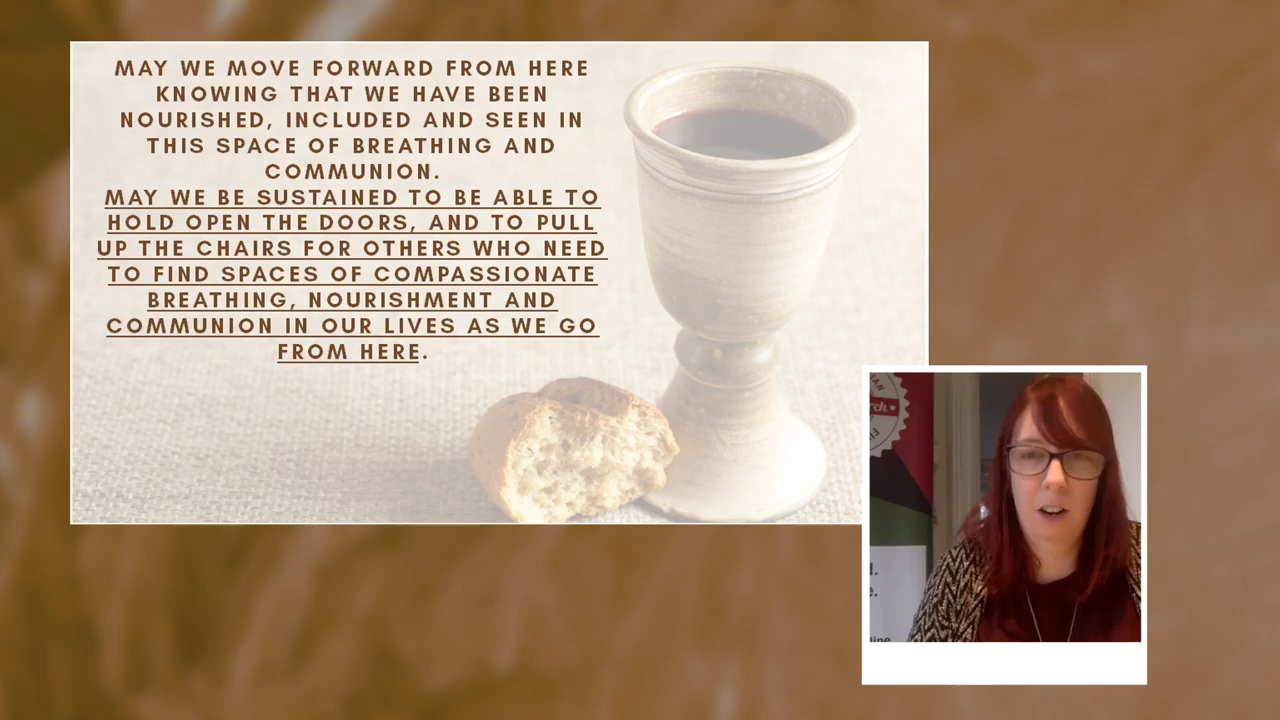 MAY WE MOVE FORWARD FROM HERE
KNOWING THAT WE HAVE BEEN
NOURISHED, INCLUDED AND SEEN IN
THIS SPACE OF BREATHING AND
COMMUNION.
MAY WE BE SUSTAINED TO BE ABLE TO
HOLD OPEN THE DOORS, AND TO PULL
UP THE CHAIRS FOR OTHERS WHO NEED
TO FIND SPACES OF COMPASSIONATE
BREATHING, NOURISHMENT AND
COMMUNION IN OUR LIVES AS WE GO
FROM HERE.